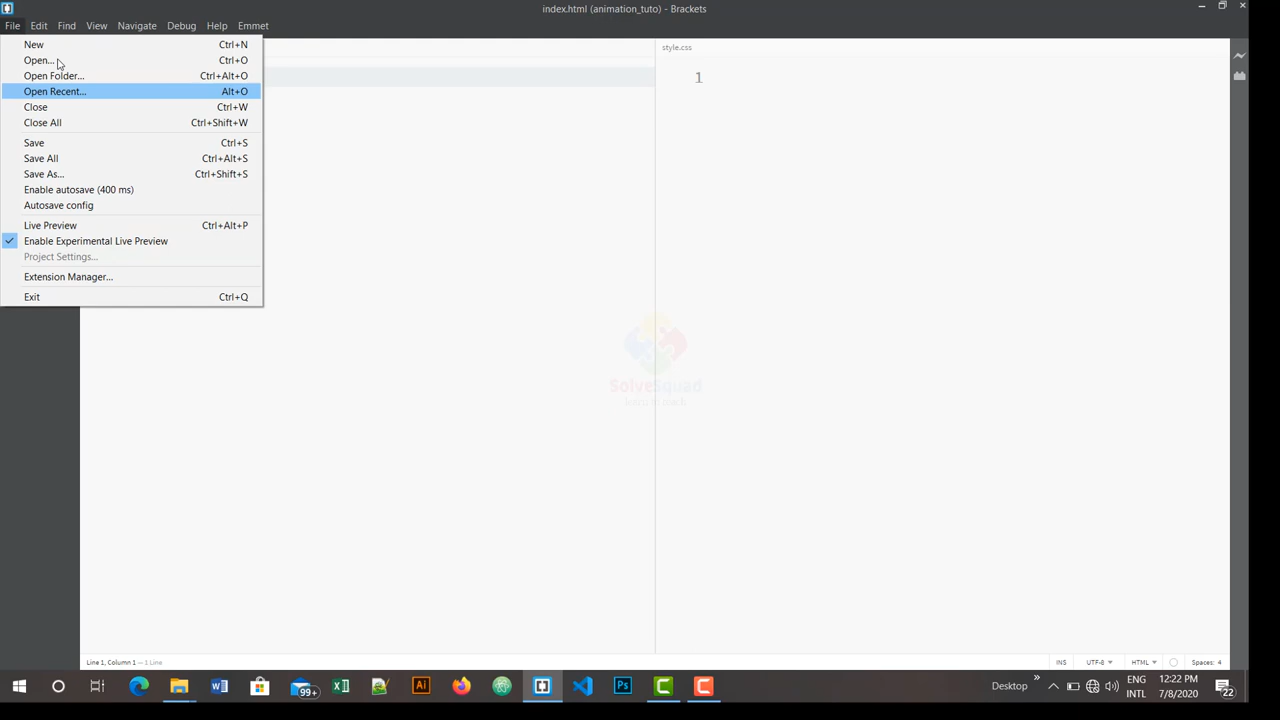 index.html (animation_tuto) - Brackets
File Edit Find View Navigate Debug Help Emmet
New Ctrl+N
Open... Ctrl+O
Open Folder... Ctrl+Alt+O
Open Recent... Alt+O
Close Ctrl+W
Close All Ctrl+Shift+W
Save Ctrl+S
Save All Ctrl+Alt+S
Save As... Ctrl+Shift+S
Enable autosave (400 ms)
Autosave config
Live Preview Ctrl+Alt+P
Enable Experimental Live Preview
Project Settings...
Extension Manager...
Exit Ctrl+Q
style.css
1
SolveSquad
Line 1, Column 1 — 1 Line
INS UTF-8 HTML Spaces: 4
99+
Desktop
ENG
INTL
12:22 PM
7/8/2020
22